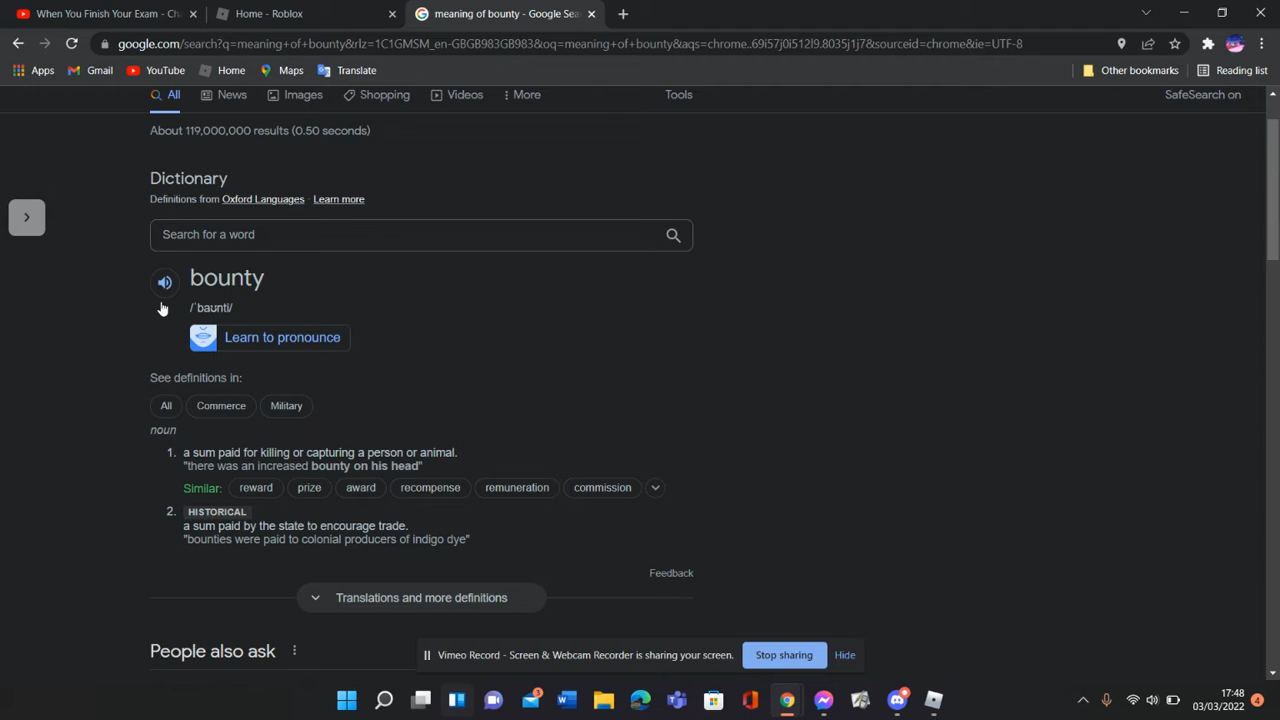 When You Finish Your Exam - Cha
Home - Roblox
meaning of bounty - Google Sea
google.com/search?q=meaning+of+bounty&rlz=1C1GMSM_en-GBGB983GB983&oq=meaning+of+bounty&aqs=chrome..69i57j0i512l9.8035j1j7&sourceid=chrome&ie=UTF-8
Apps Gmail YouTube Home Maps Translate Other bookmarks Reading list
All News Images Shopping Videos More Tools SafeSearch on
About 119,000,000 results (0.50 seconds)
Dictionary
Definitions from Oxford Languages · Learn more
Search for a word
bounty
/ˈbaʊnti/
Learn to pronounce
See definitions in:
All Commerce Military
noun
1. a sum paid for killing or capturing a person or animal.
"there was an increased bounty on his head"
Similar: reward prize award recompense remuneration commission
2. HISTORICAL
a sum paid by the state to encourage trade.
"bounties were paid to colonial producers of indigo dye"
Feedback
Translations and more definitions
People also ask
Vimeo Record - Screen & Webcam Recorder is sharing your screen. Stop sharing Hide
17:48
03/03/2022
4